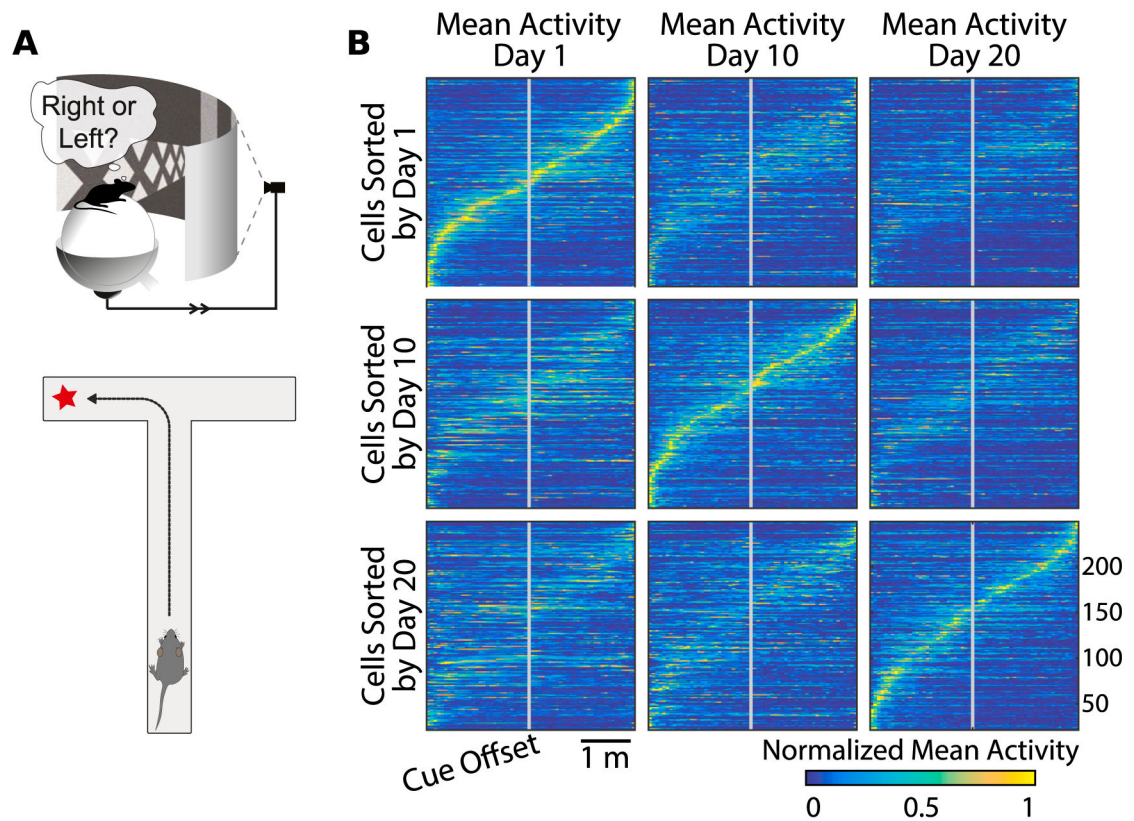 A
Right or
Left?
B
Mean Activity
Day 1
Mean Activity
Day 10
Mean Activity
Day 20
Cells Sorted
by Day 1
Cells Sorted
by Day 10
Cells Sorted
by Day 20
200
150
100
50
Cue Offset
1 m
Normalized Mean Activity
0
0.5
1